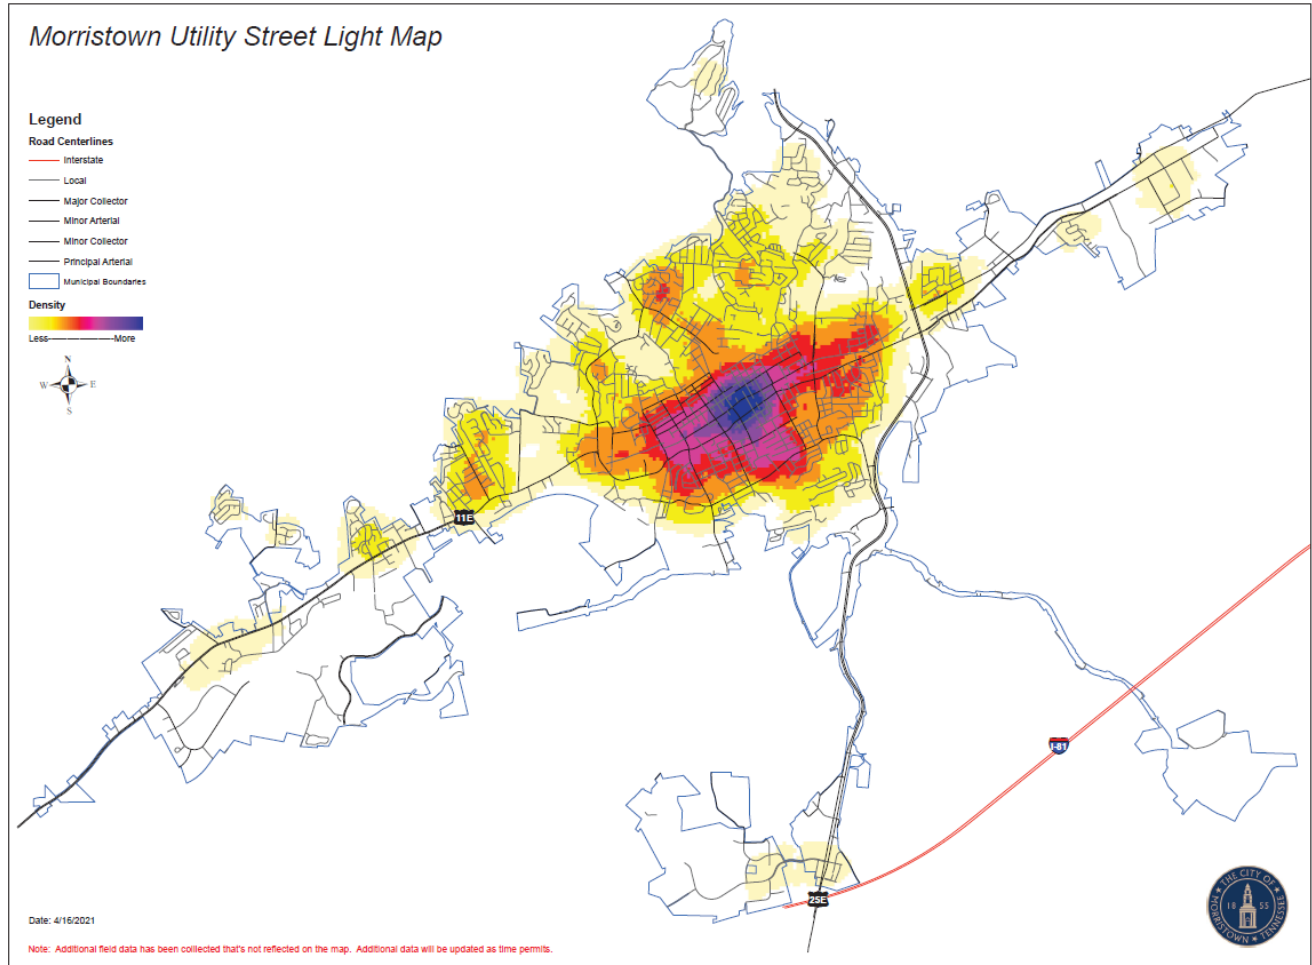 Morristown Utility Street Light Map
Legend
Road Centerlines
Interstate
Local
Major Collector
Minor Arterial
Minor Collector
Principal Arterial
Municipal Boundaries
Density
Less
More
N
W
E
S
11E
I-81
25E
THE CITY OF
18 55
MORRISTOWN ★ TENNESSEE
Date: 4/16/2021
Note: Additional field data has been collected that's not reflected on the map. Additional data will be updated as time permits.